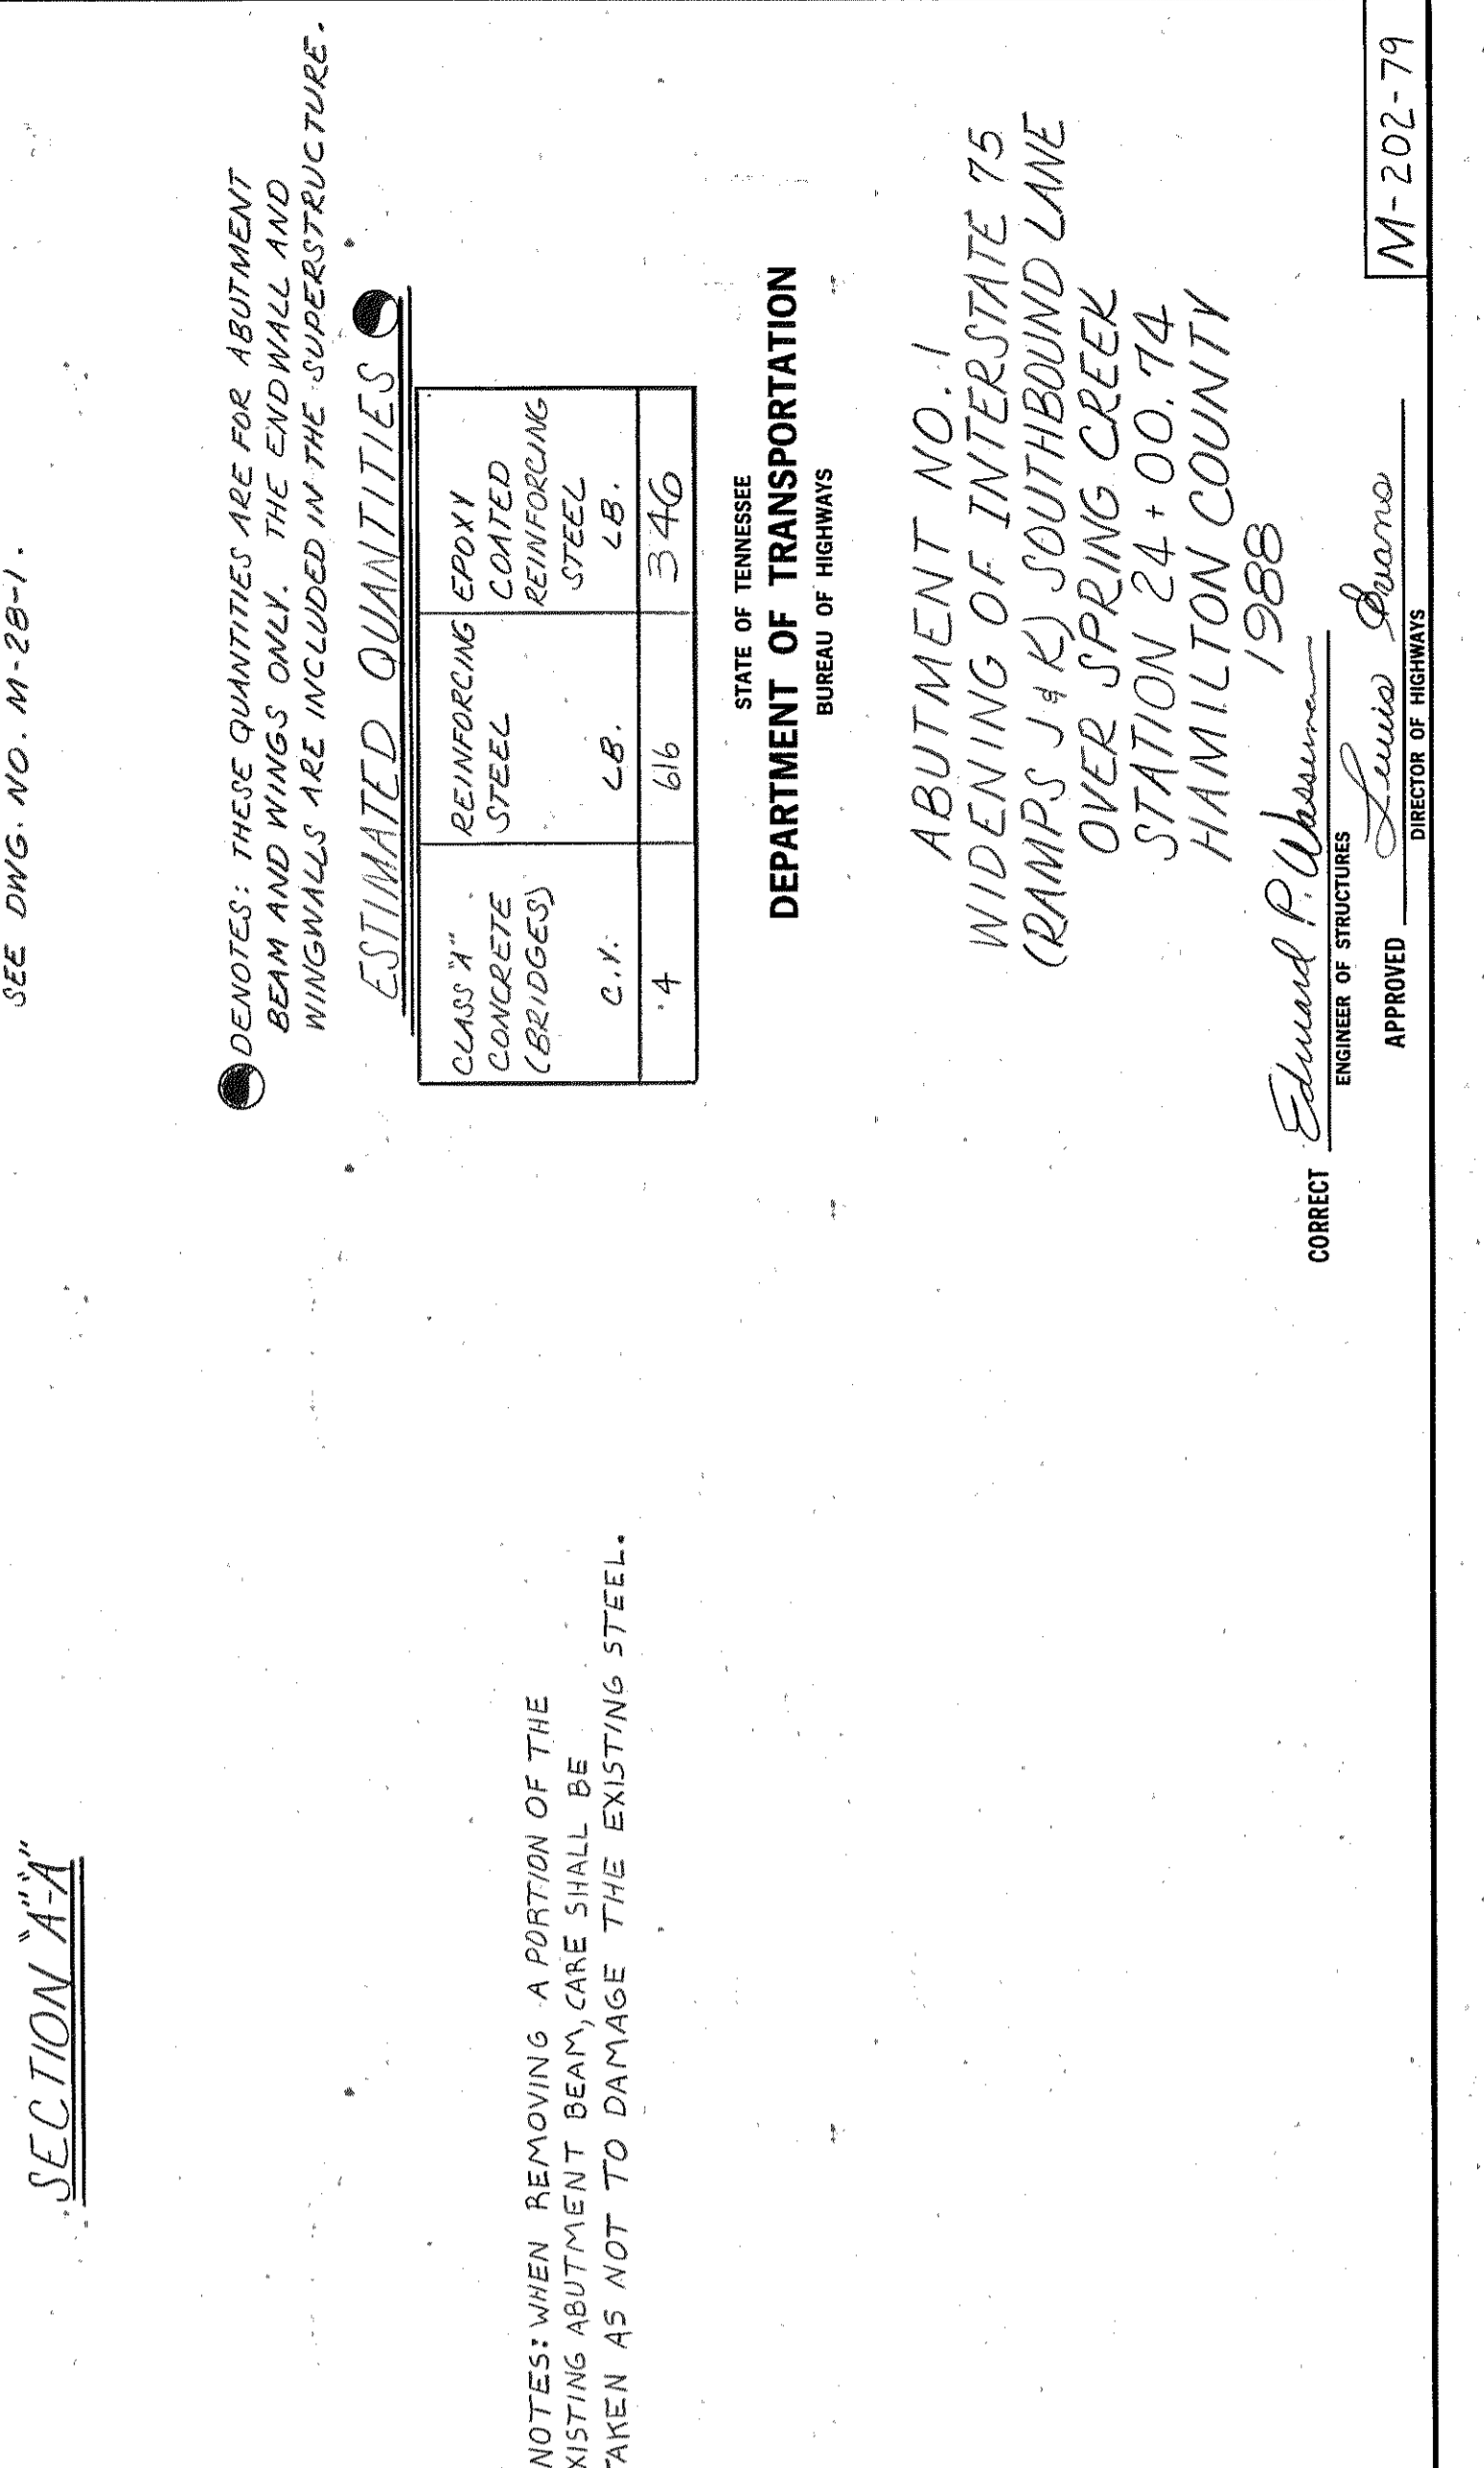 SEE DWG. NO. M-28-1.
SECTION "A"-"A"
DENOTES: THESE QUANTITIES ARE FOR ABUTMENT
BEAM AND WINGS ONLY. THE ENDWALL AND
WINGWALLS ARE INCLUDED IN THE SUPERSTRUCTURE.
ESTIMATED QUANTITIES
CLASS "A" CONCRETE (BRIDGES) C.Y.
REINFORCING STEEL LB.
EPOXY COATED REINFORCING STEEL LB.
4 616 346
NOTES: WHEN REMOVING A PORTION OF THE
XISTING ABUTMENT BEAM, CARE SHALL BE
TAKEN AS NOT TO DAMAGE THE EXISTING STEEL.
STATE OF TENNESSEE
DEPARTMENT OF TRANSPORTATION
BUREAU OF HIGHWAYS
ABUTMENT NO. 1
WIDENING OF INTERSTATE 75
(RAMPS J & K) SOUTHBOUND LANE
OVER SPRING CREEK
STATION 24 + 00.74
HAMILTON COUNTY
1988
CORRECT Edward P. Wasserman
ENGINEER OF STRUCTURES
APPROVED Lewis Evans
DIRECTOR OF HIGHWAYS
M-202-79